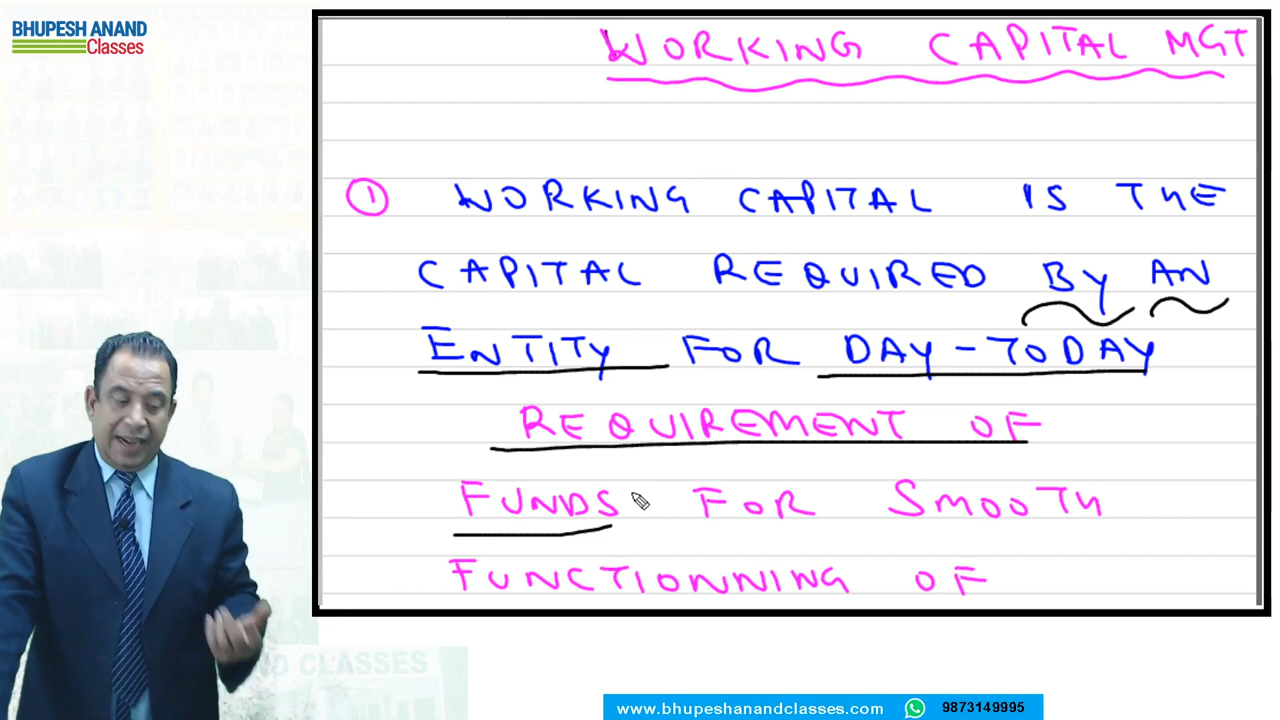 BHUPESH ANAND
Classes
WORKING CAPITAL MGT
① WORKING CAPITAL IS THE
CAPITAL REQUIRED BY AN
ENTITY FOR DAY-TODAY
REQUIREMENT OF
FUNDS FOR SMOOTH
FUNCTIONNING OF
CLASSES
www.bhupeshanandclasses.com 9873149995